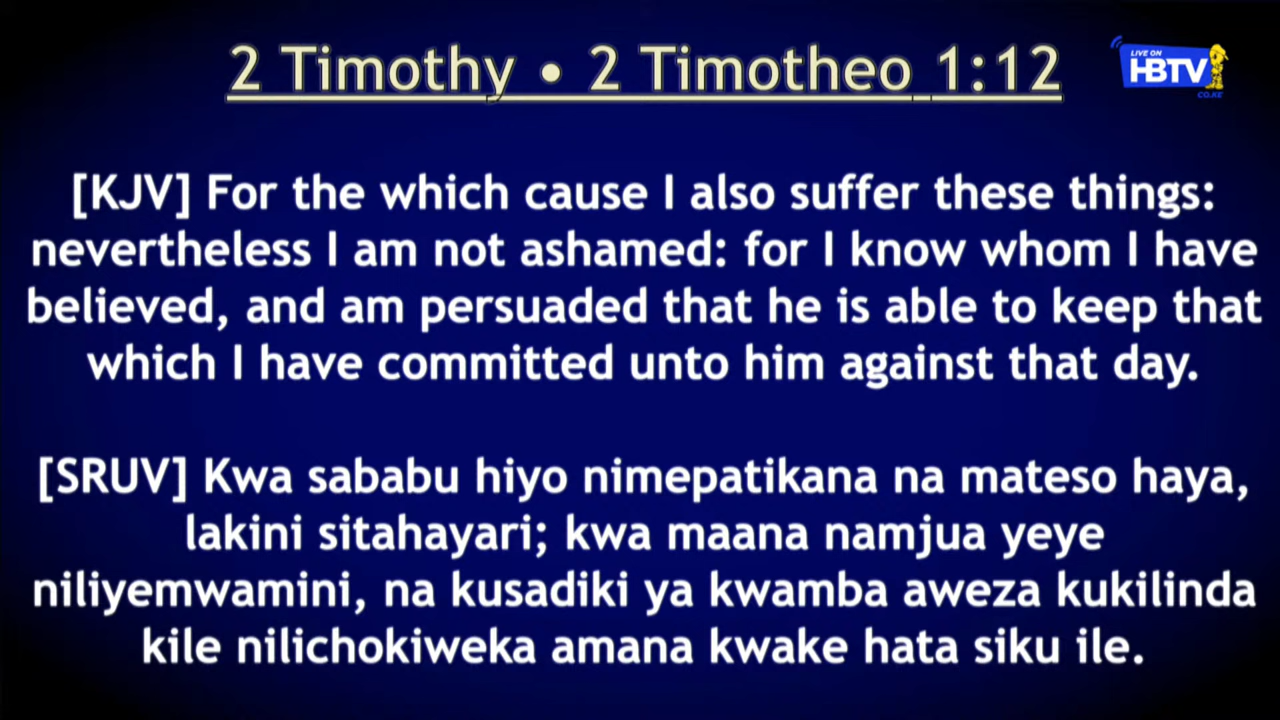 2 Timothy • 2 Timotheo 1:12
LIVE ON
HBTV
CO.KE
[KJV] For the which cause I also suffer these things:
nevertheless I am not ashamed: for I know whom I have
believed, and am persuaded that he is able to keep that
which I have committed unto him against that day.
[SRUV] Kwa sababu hiyo nimepatikana na mateso haya,
lakini sitahayari; kwa maana namjua yeye
niliyemwamini, na kusadiki ya kwamba aweza kukilinda
kile nilichokiweka amana kwake hata siku ile.